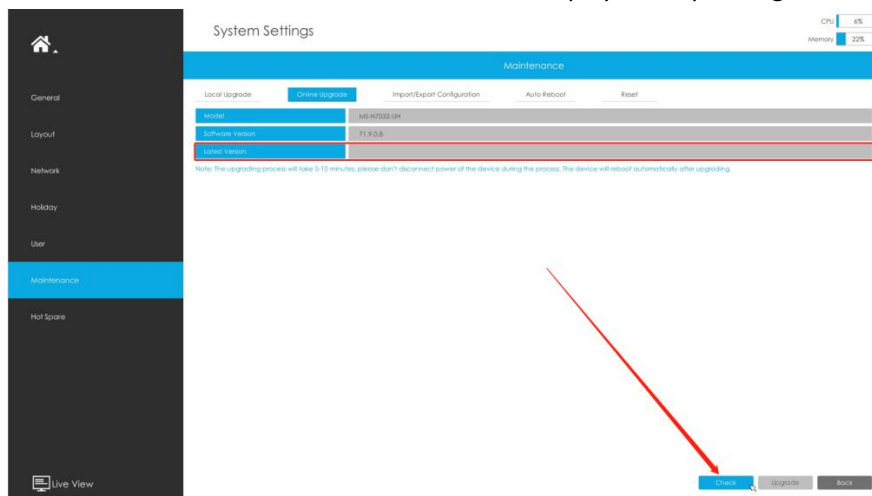 System Settings
CPU 6%
Memory 22%
Maintenance
Local Upgrade Online Upgrade Import/Export Configuration Auto Reboot Reset
Model MS-N7032-UH
Software Version 71.9.0.8
Latest Version
Note: The upgrading process will take 5-10 minutes, please don't disconnect power of the device during the process. The device will reboot automatically after upgrading.
General
Layout
Network
Holiday
User
Maintenance
Hot Spare
Live View
Check Upgrade Back